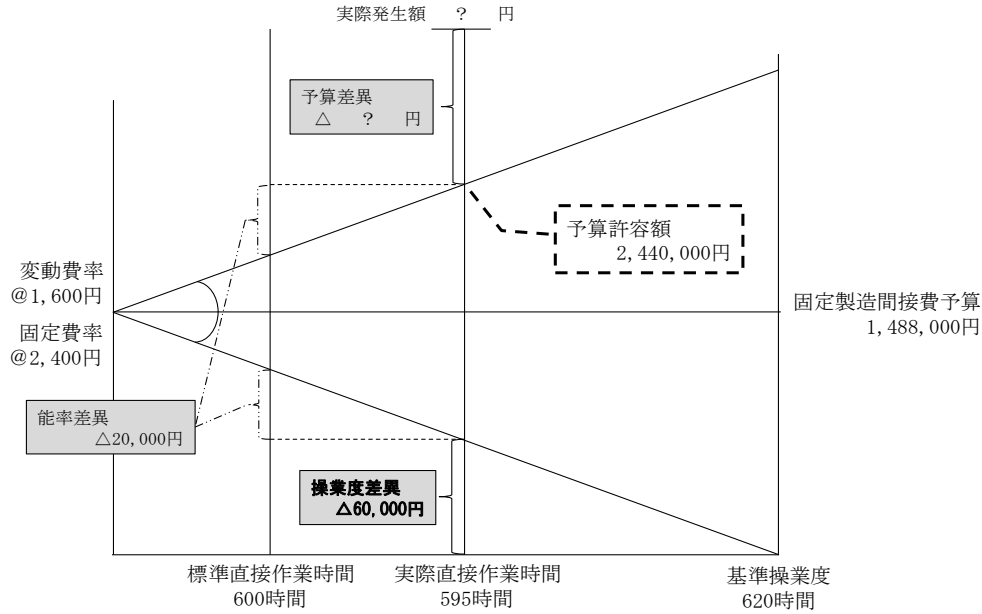 実際発生額 ? 円
予算差異
△ ? 円
予算許容額
2,440,000円
変動費率
@1,600円
固定費率
@2,400円
固定製造間接費予算
1,488,000円
能率差異
△20,000円
操業度差異
△60,000円
標準直接作業時間
600時間
実際直接作業時間
595時間
基準操業度
620時間